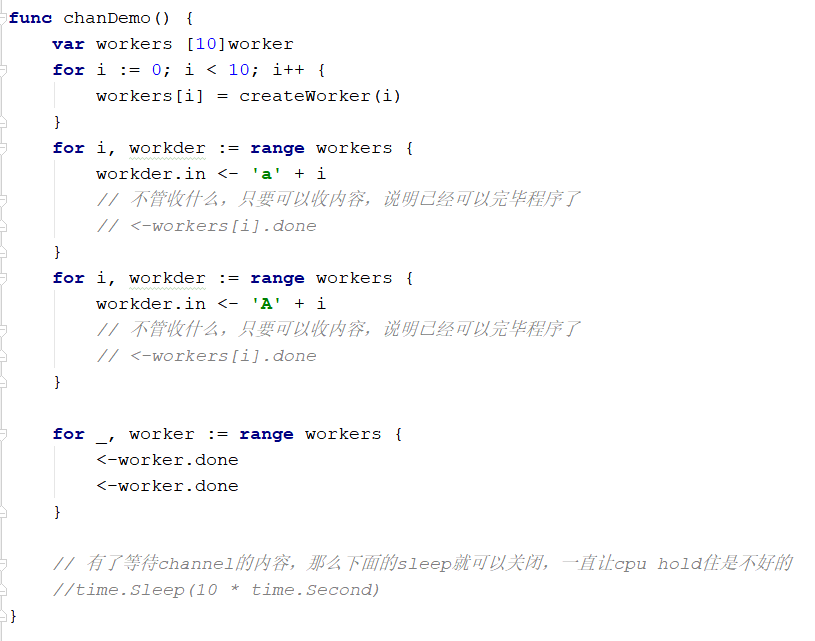 func chanDemo() {
    var workers [10]worker
    for i := 0; i < 10; i++ {
        workers[i] = createWorker(i)
    }
    for i, workder := range workers {
        workder.in <- 'a' + i
        // 不管收什么，只要可以收内容，说明已经可以完毕程序了
        // <-workers[i].done
    }
    for i, workder := range workers {
        workder.in <- 'A' + i
        // 不管收什么，只要可以收内容，说明已经可以完毕程序了
        // <-workers[i].done
    }

    for _, worker := range workers {
        <-worker.done
        <-worker.done
    }

    // 有了等待channel的内容，那么下面的sleep就可以关闭，一直让cpu hold住是不好的
    //time.Sleep(10 * time.Second)
}